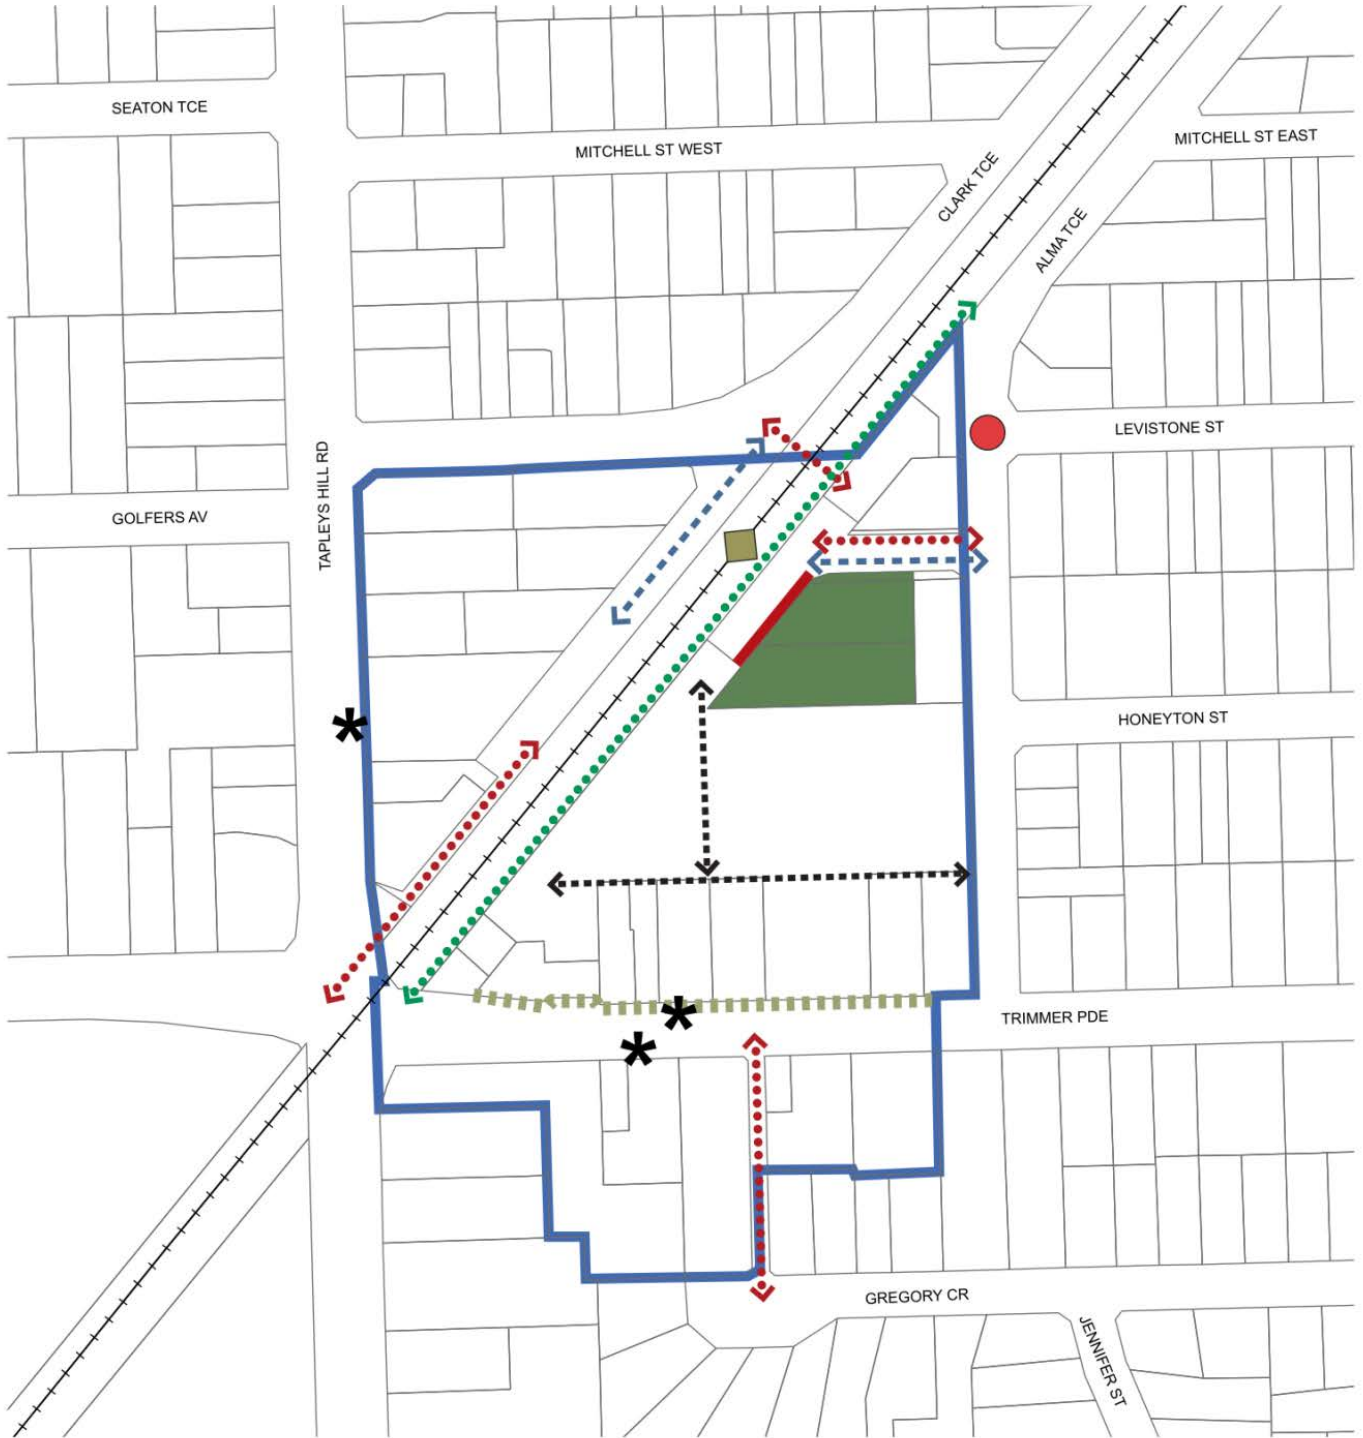 SEATON TCE
MITCHELL ST WEST
MITCHELL ST EAST
CLARK TCE
ALMA TCE
LEVISTONE ST
TAPLEYS HILL RD
GOLFERS AV
HONEYTON ST
TRIMMER PDE
GREGORY CR
JENNIFER ST